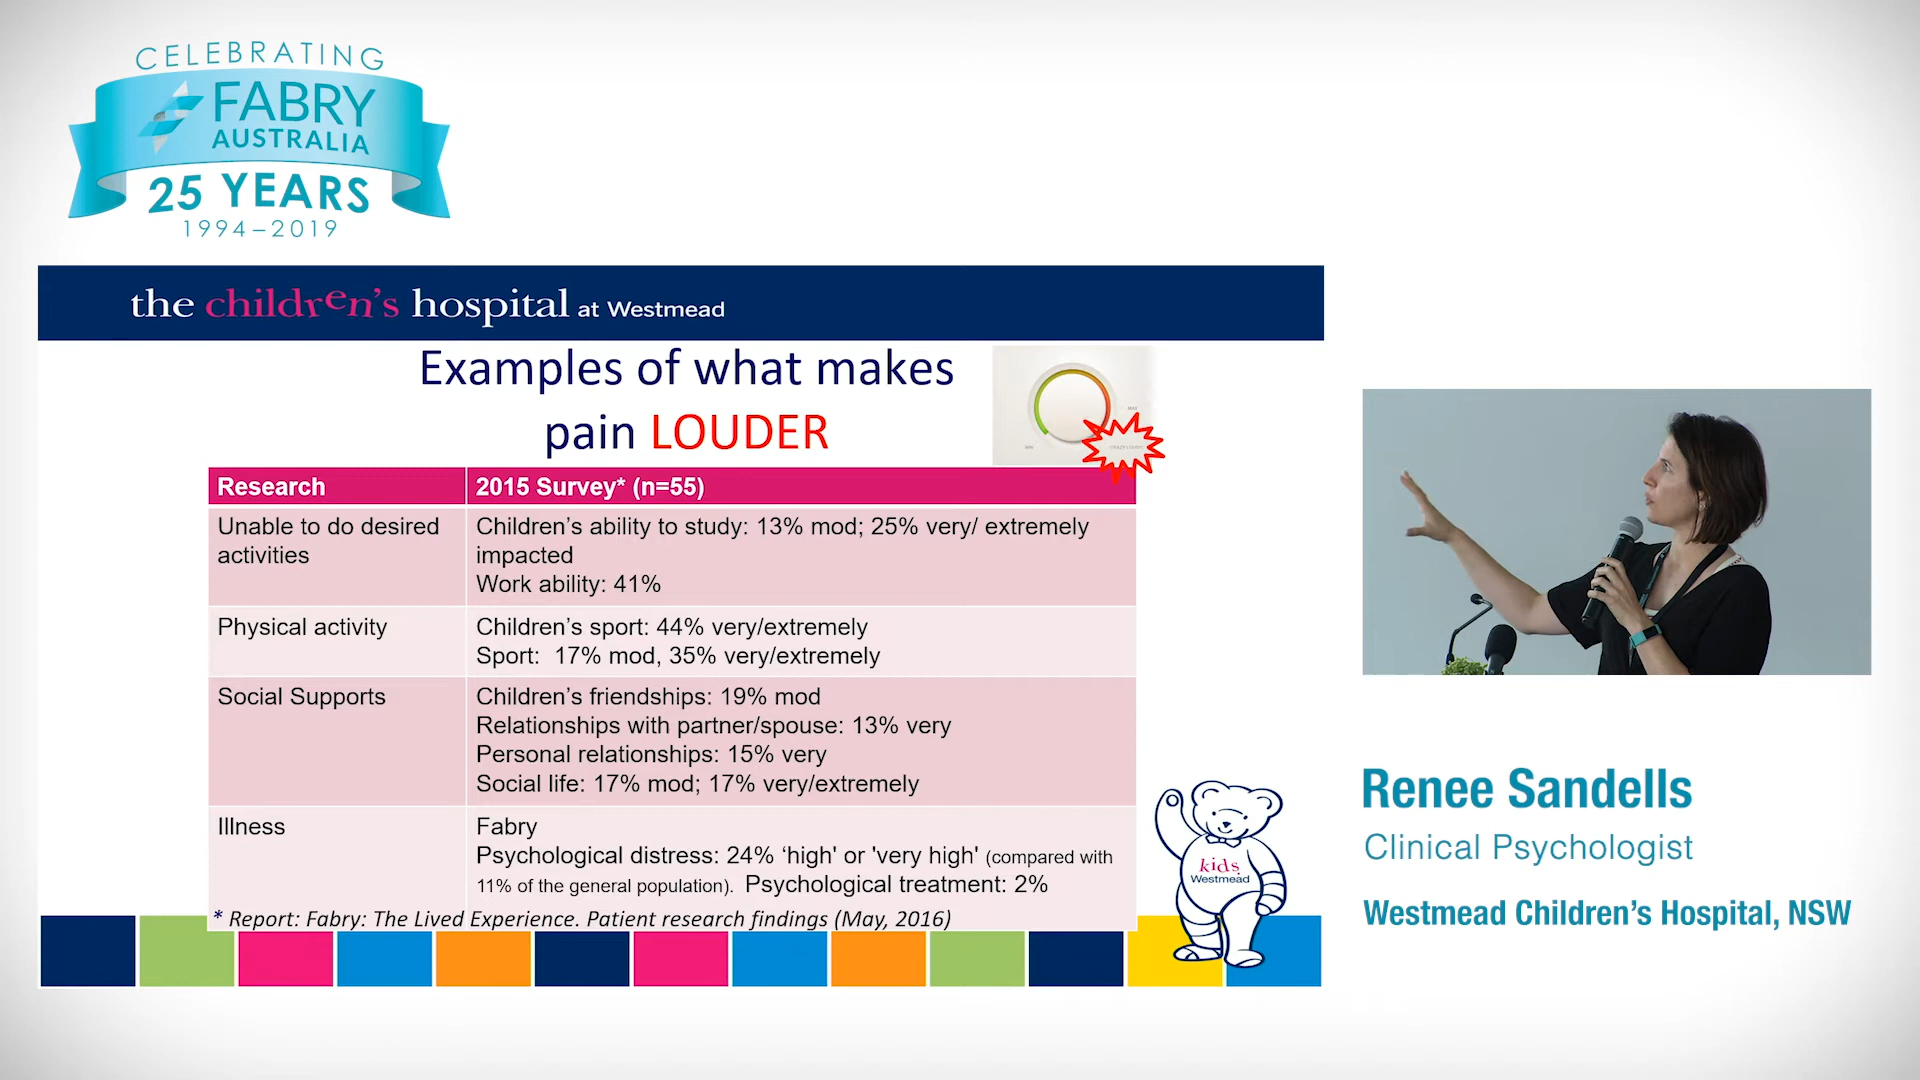 CELEBRATING
FABRY
AUSTRALIA
25 YEARS
1994–2019
the children's hospital at Westmead
Examples of what makes
pain LOUDER
MIN
MAX
Research
2015 Survey* (n=55)
Unable to do desired
activities
Children’s ability to study: 13% mod; 25% very/ extremely
impacted
Work ability: 41%
Physical activity
Children’s sport: 44% very/extremely
Sport:  17% mod, 35% very/extremely
Social Supports
Children’s friendships: 19% mod
Relationships with partner/spouse: 13% very
Personal relationships: 15% very
Social life: 17% mod; 17% very/extremely
Illness
Fabry
Psychological distress: 24% ‘high' or 'very high' (compared with
11% of the general population).  Psychological treatment: 2%
* Report: Fabry: The Lived Experience. Patient research findings (May, 2016)
kids
Westmead
Renee Sandells
Clinical Psychologist
Westmead Children’s Hospital, NSW